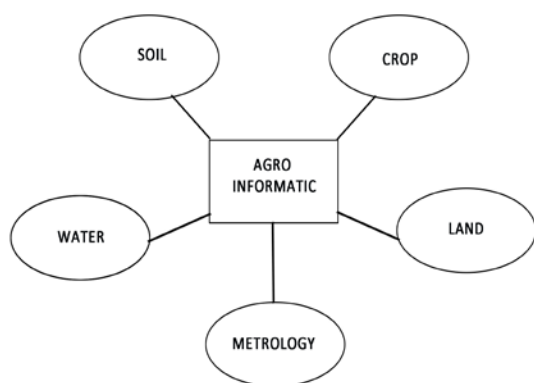 SOIL
CROP
AGRO
INFORMATIC
WATER
LAND
METROLOGY